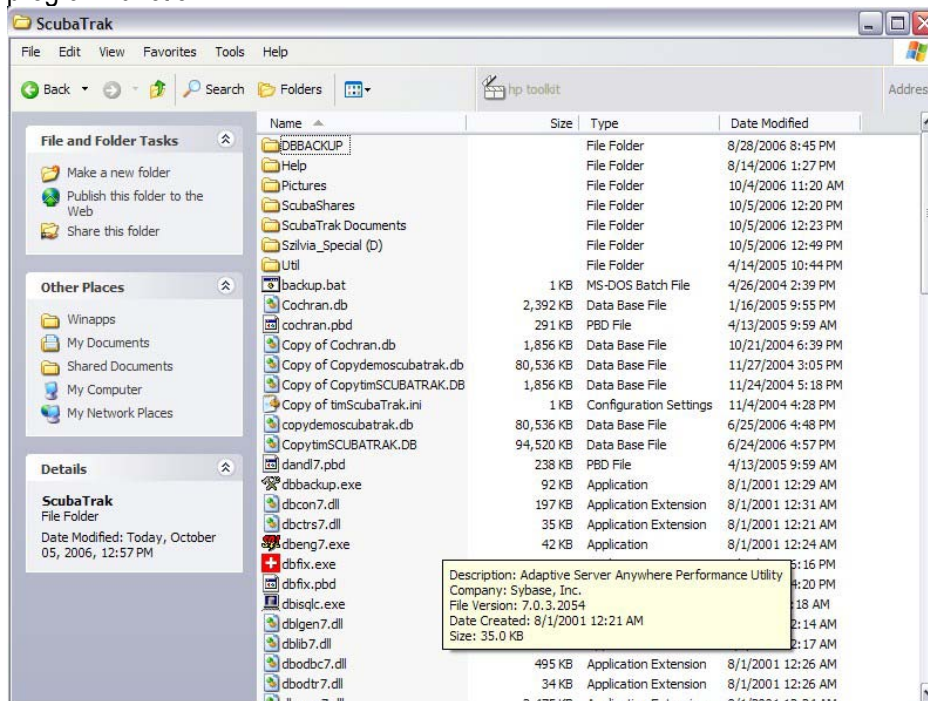 ScubaTrak
File Edit View Favorites Tools Help
Back Search Folders hp toolkit Addres
File and Folder Tasks
Make a new folder
Publish this folder to the
Web
Share this folder
Other Places
Winapps
My Documents
Shared Documents
My Computer
My Network Places
Details
ScubaTrak
File Folder
Date Modified: Today, October
05, 2006, 12:57 PM
Name Size Type Date Modified
DBBACKUP File Folder 8/28/2006 8:45 PM
Help File Folder 8/14/2006 1:27 PM
Pictures File Folder 10/4/2006 11:20 AM
ScubaShares File Folder 10/5/2006 12:20 PM
ScubaTrak Documents File Folder 10/5/2006 12:23 PM
Szilvia_Special (D) File Folder 10/5/2006 12:49 PM
Util File Folder 4/14/2005 10:44 PM
backup.bat 1 KB MS-DOS Batch File 4/26/2004 2:39 PM
Cochran.db 2,392 KB Data Base File 1/16/2005 9:55 PM
cochran.pbd 291 KB PBD File 4/13/2005 9:59 AM
Copy of Cochran.db 1,856 KB Data Base File 10/21/2004 6:39 PM
Copy of Copydemoscubatrak.db 80,536 KB Data Base File 11/27/2004 3:05 PM
Copy of CopytimSCUBATRAK.DB 1,856 KB Data Base File 11/24/2004 5:18 PM
Copy of timScubaTrak.ini 1 KB Configuration Settings 11/4/2004 4:28 PM
copydemoscubatrak.db 80,536 KB Data Base File 6/25/2006 4:48 PM
CopytimSCUBATRAK.DB 94,520 KB Data Base File 6/24/2006 4:57 PM
dandl7.pbd 238 KB PBD File 4/13/2005 9:59 AM
dbbackup.exe 92 KB Application 8/1/2001 12:29 AM
dbcon7.dll 197 KB Application Extension 8/1/2001 12:31 AM
dbctrs7.dll 35 KB Application Extension 8/1/2001 12:21 AM
dbeng7.exe 42 KB Application 8/1/2001 12:24 AM
dbfix.exe 5:16 PM
dbfix.pbd 4:20 PM
dbisqlc.exe :18 AM
dblgen7.dll 2:14 AM
dblib7.dll 2:17 AM
Description: Adaptive Server Anywhere Performance Utility
Company: Sybase, Inc.
File Version: 7.0.3.2054
Date Created: 8/1/2001 12:21 AM
Size: 35.0 KB
dbodbc7.dll 495 KB Application Extension 8/1/2001 12:26 AM
dbodtr7.dll 34 KB Application Extension 8/1/2001 12:26 AM